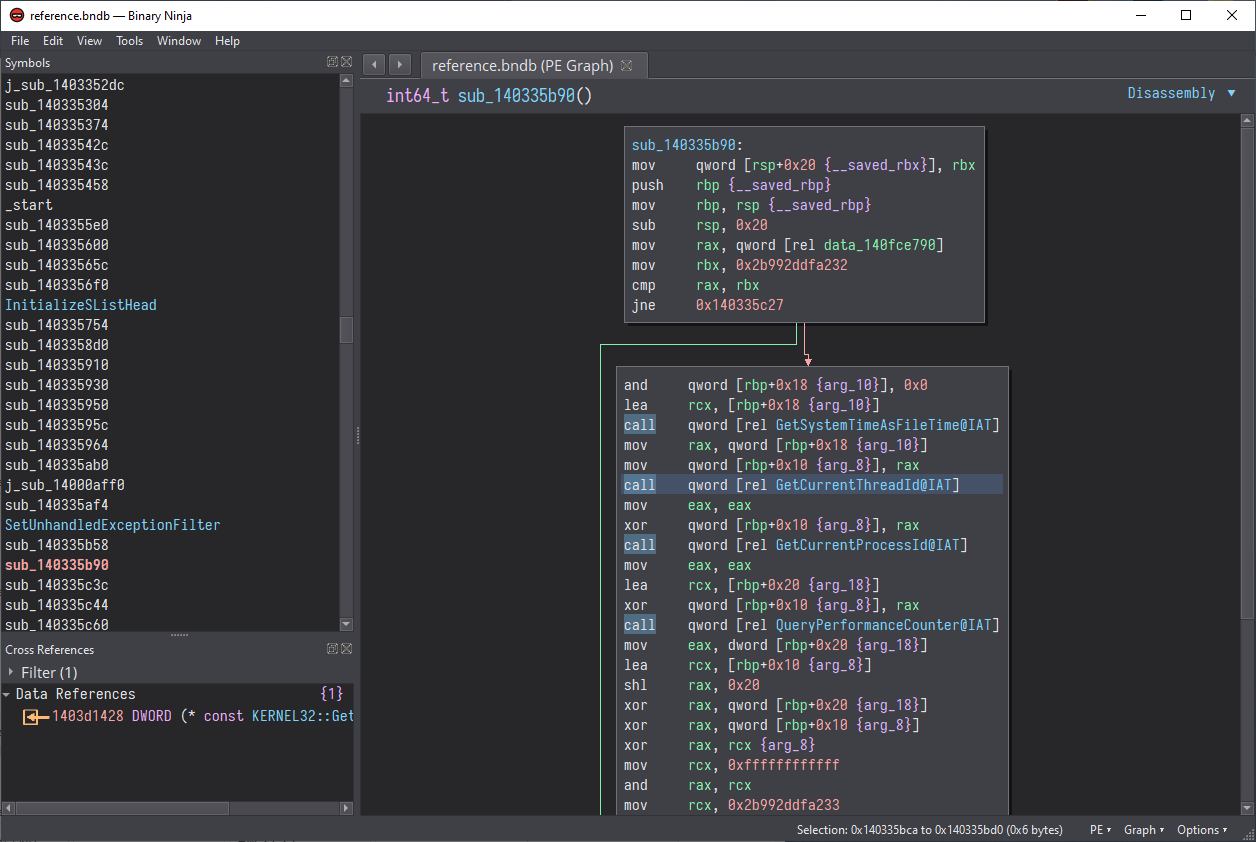 reference.bndb — Binary Ninja
File Edit View Tools Window Help
Symbols
j_sub_1403352dc
sub_140335304
sub_140335374
sub_14033542c
sub_14033543c
sub_140335458
_start
sub_1403355e0
sub_140335600
sub_14033565c
sub_1403356f0
InitializeSListHead
sub_140335754
sub_1403358d0
sub_140335910
sub_140335930
sub_140335950
sub_14033595c
sub_140335964
sub_140335ab0
j_sub_14000aff0
sub_140335af4
SetUnhandledExceptionFilter
sub_140335b58
sub_140335b90
sub_140335c3c
sub_140335c44
sub_140335c60
Cross References
Filter (1)
Data References {1}
1403d1428 DWORD (* const KERNEL32::Get
reference.bndb (PE Graph)
int64_t sub_140335b90()
Disassembly
sub_140335b90:
mov qword [rsp+0x20 {__saved_rbx}], rbx
push rbp {__saved_rbp}
mov rbp, rsp {__saved_rbp}
sub rsp, 0x20
mov rax, qword [rel data_140fce790]
mov rbx, 0x2b992ddfa232
cmp rax, rbx
jne 0x140335c27
and qword [rbp+0x18 {arg_10}], 0x0
lea rcx, [rbp+0x18 {arg_10}]
call qword [rel GetSystemTimeAsFileTime@IAT]
mov rax, qword [rbp+0x18 {arg_10}]
mov qword [rbp+0x10 {arg_8}], rax
call qword [rel GetCurrentThreadId@IAT]
mov eax, eax
xor qword [rbp+0x10 {arg_8}], rax
call qword [rel GetCurrentProcessId@IAT]
mov eax, eax
lea rcx, [rbp+0x20 {arg_18}]
xor qword [rbp+0x10 {arg_8}], rax
call qword [rel QueryPerformanceCounter@IAT]
mov eax, dword [rbp+0x20 {arg_18}]
lea rcx, [rbp+0x10 {arg_8}]
shl rax, 0x20
xor rax, qword [rbp+0x20 {arg_18}]
xor rax, qword [rbp+0x10 {arg_8}]
xor rax, rcx {arg_8}
mov rcx, 0xffffffffffff
and rax, rcx
mov rcx, 0x2b992ddfa233
Selection: 0x140335bca to 0x140335bd0 (0x6 bytes) PE Graph Options